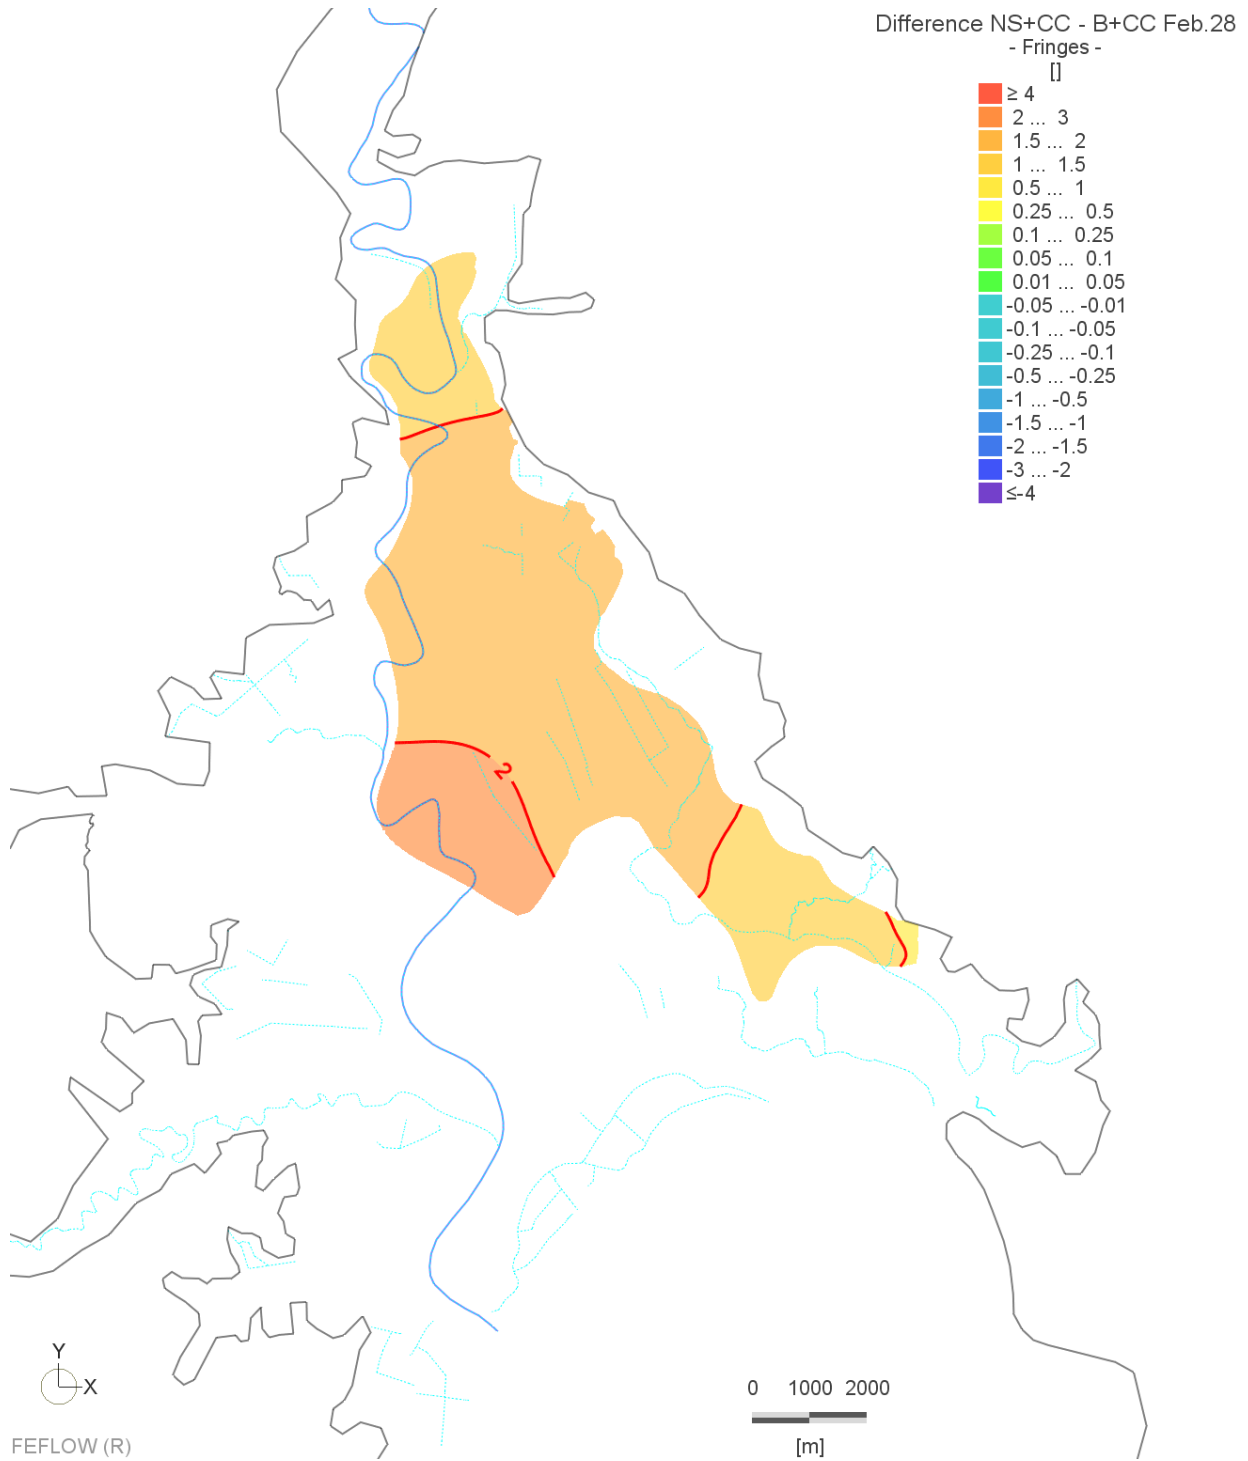 Difference NS+CC - B+CC Feb.28
- Fringes -
[]
≥ 4
2 ... 3
1.5 ... 2
1 ... 1.5
0.5 ... 1
0.25 ... 0.5
0.1 ... 0.25
0.05 ... 0.1
0.01 ... 0.05
-0.05 ... -0.01
-0.1 ... -0.05
-0.25 ... -0.1
-0.5 ... -0.25
-1 ... -0.5
-1.5 ... -1
-2 ... -1.5
-3 ... -2
≤-4
2
Y
X
0 1000 2000
[m]
FEFLOW (R)